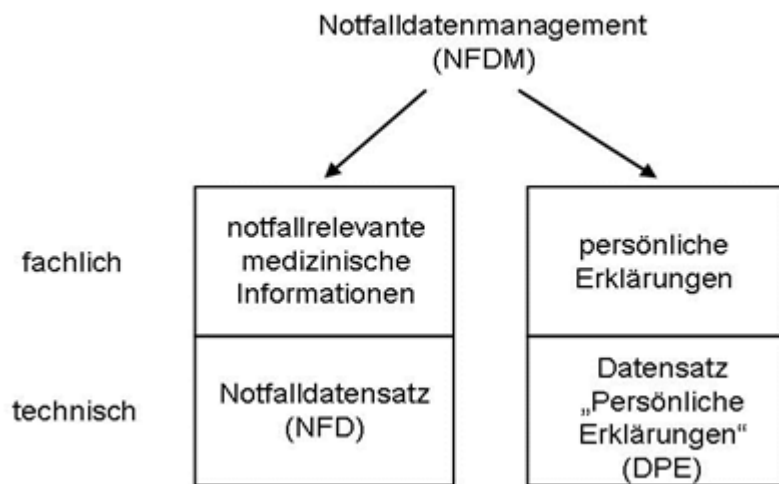 Notfalldatenmanagement
(NFDM)
fachlich
notfallrelevante
medizinische
Informationen
persönliche
Erklärungen
technisch
Notfalldatensatz
(NFD)
Datensatz
„Persönliche
Erklärungen“
(DPE)